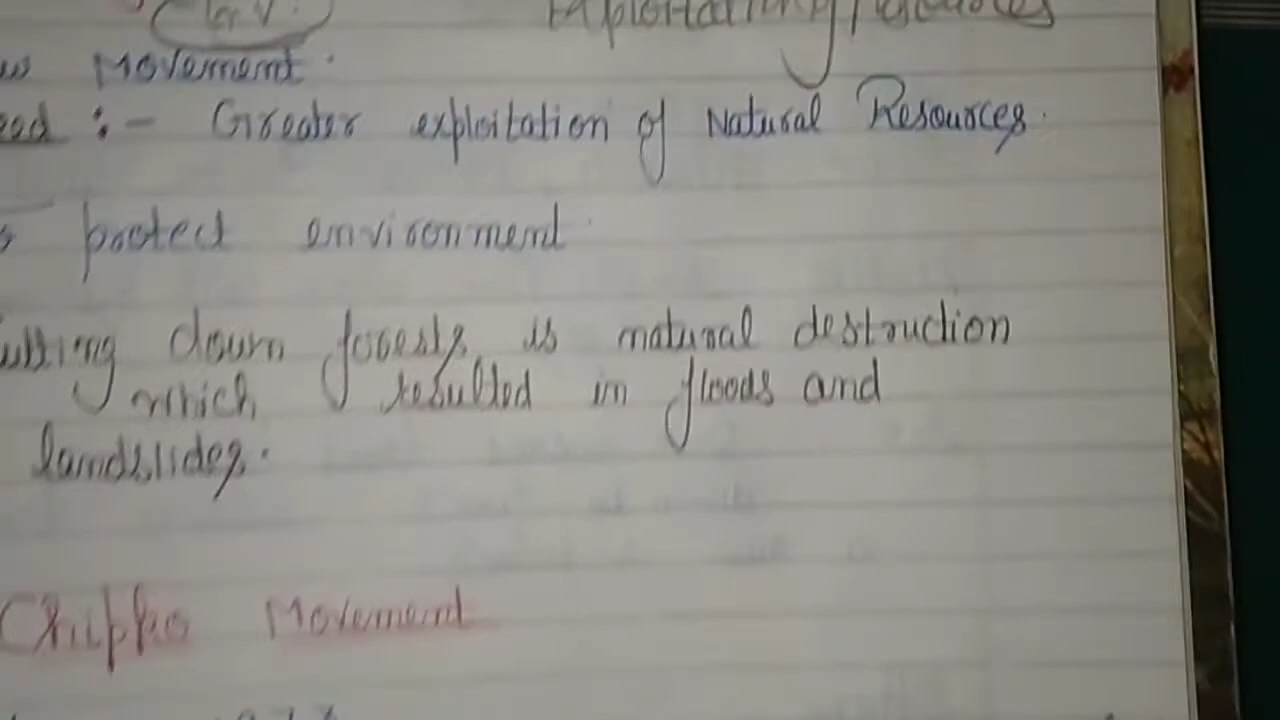 Movement.
:- Greater exploitation of Natural Resources.
protect environment.
down forests is natural destruction
which resulted in floods and
landslides.
Chipko Movement